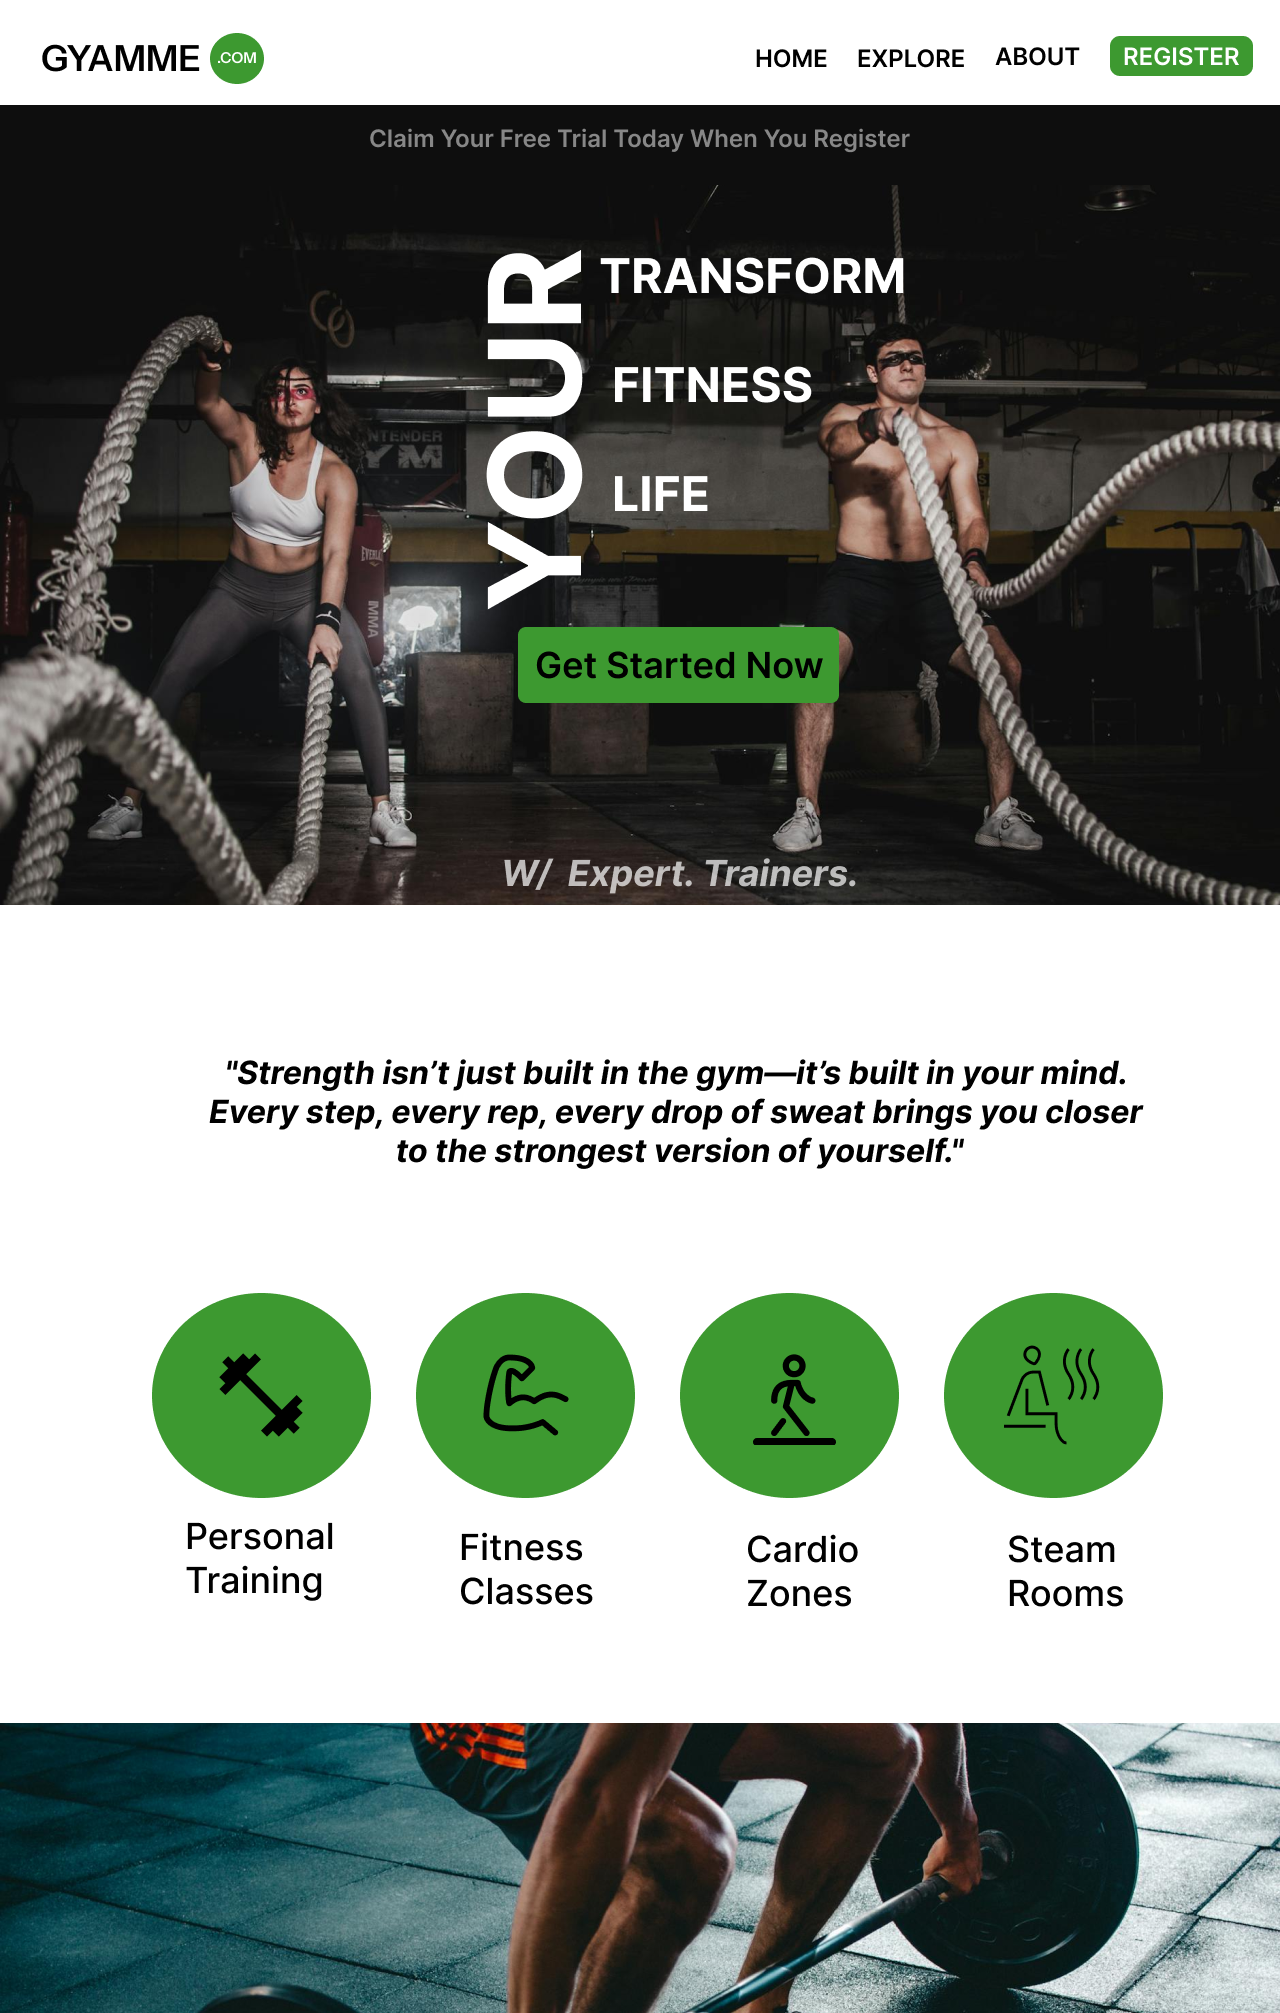 GYAMME .COM
HOME EXPLORE ABOUT REGISTER
Claim Your Free Trial Today When You Register
YOUR
TRANSFORM
FITNESS
LIFE
Get Started Now
W/ Expert. Trainers.
"Strength isn’t just built in the gym—it’s built in your mind.
Every step, every rep, every drop of sweat brings you closer
to the strongest version of yourself."
Personal
Training
Fitness
Classes
Cardio
Zones
Steam
Rooms